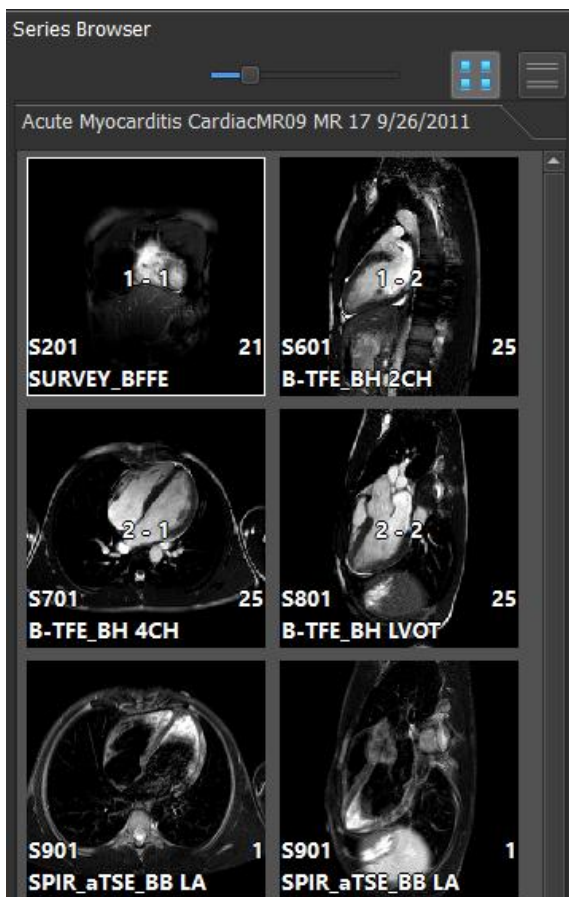 Series Browser
Acute Myocarditis CardiacMR09 MR 17 9/26/2011
1 - 1
S201 21
SURVEY_BFFE
1 - 2
S601 25
B-TFE_BH 2CH
2 - 1
S701 25
B-TFE_BH 4CH
2 - 2
S801 25
B-TFE_BH LVOT
S901 1
SPIR_aTSE_BB LA
S901 1
SPIR_aTSE_BB LA